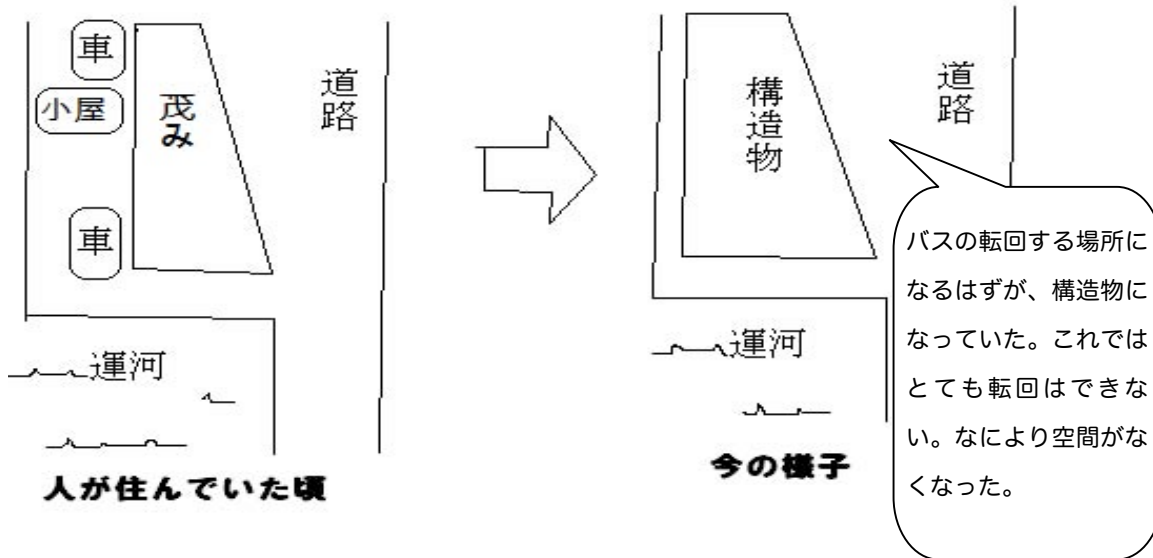 車
小屋
茂み
道路
車
運河
人が住んでいた頃
構造物
道路
運河
今の様子
バスの転回する場所に
なるはずが、構造物に
なっていた。これでは
とても転回はできな
い。なにより空間がな
くなった。